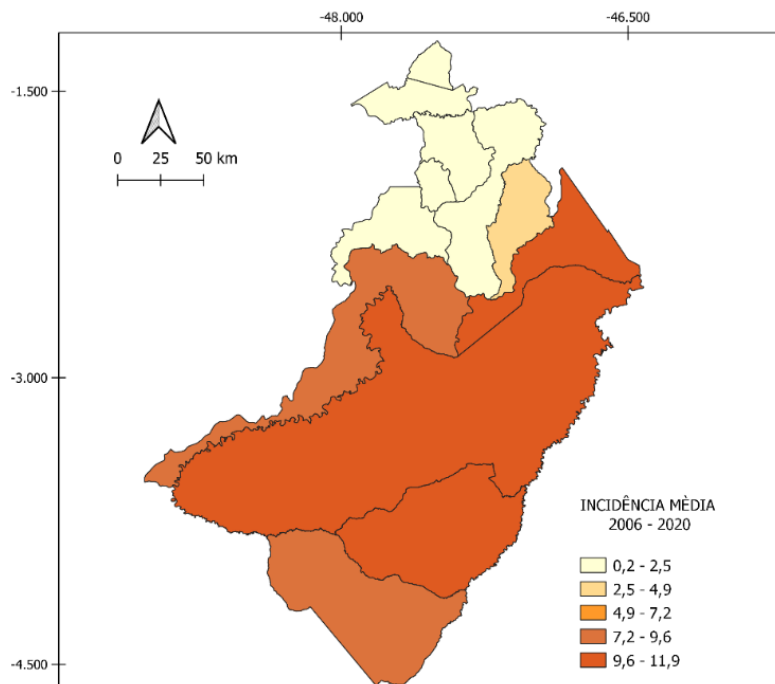 -48.000 -46.500
-1.500
0 25 50 km
-3.000
INCIDÊNCIA MÈDIA
2006 - 2020
0,2 - 2,5
2,5 - 4,9
4,9 - 7,2
7,2 - 9,6
-4.500 9,6 - 11,9